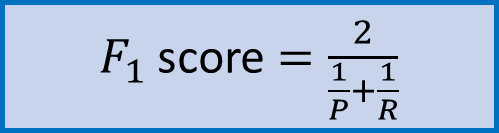 F₁ score = 2 / (1/P + 1/R)